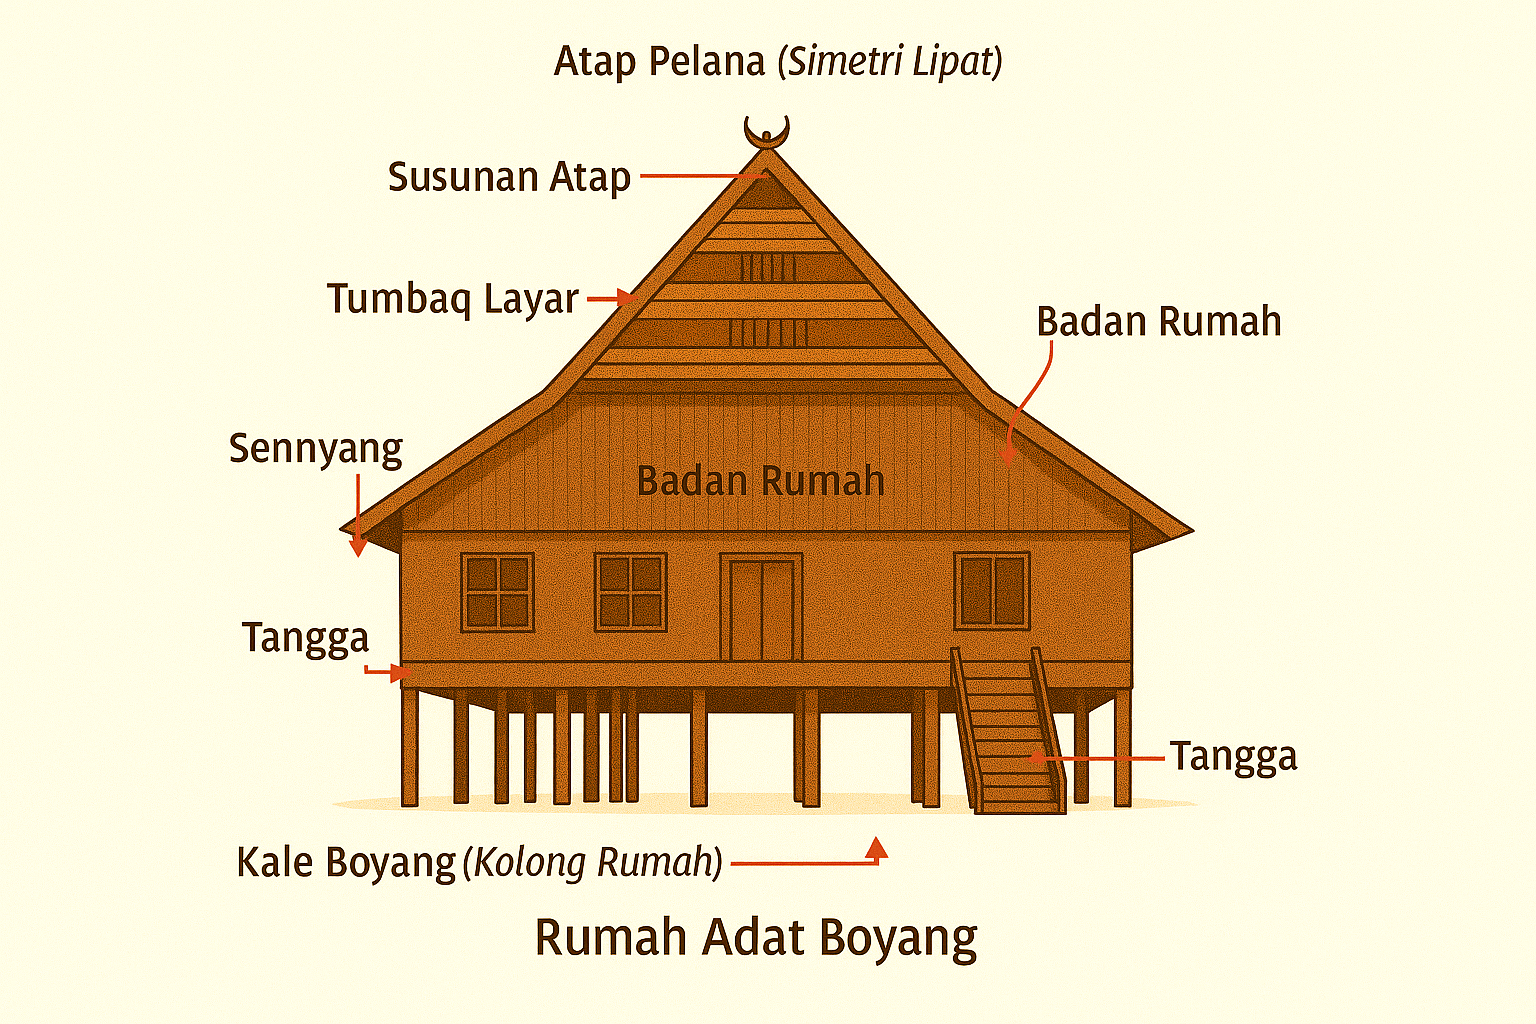 Atap Pelana (Simetri Lipat)
Susunan Atap
Tumbaq Layar
Badan Rumah
Sennyang
Badan Rumah
Tangga
Tangga
Kale Boyang (Kolong Rumah)
Rumah Adat Boyang